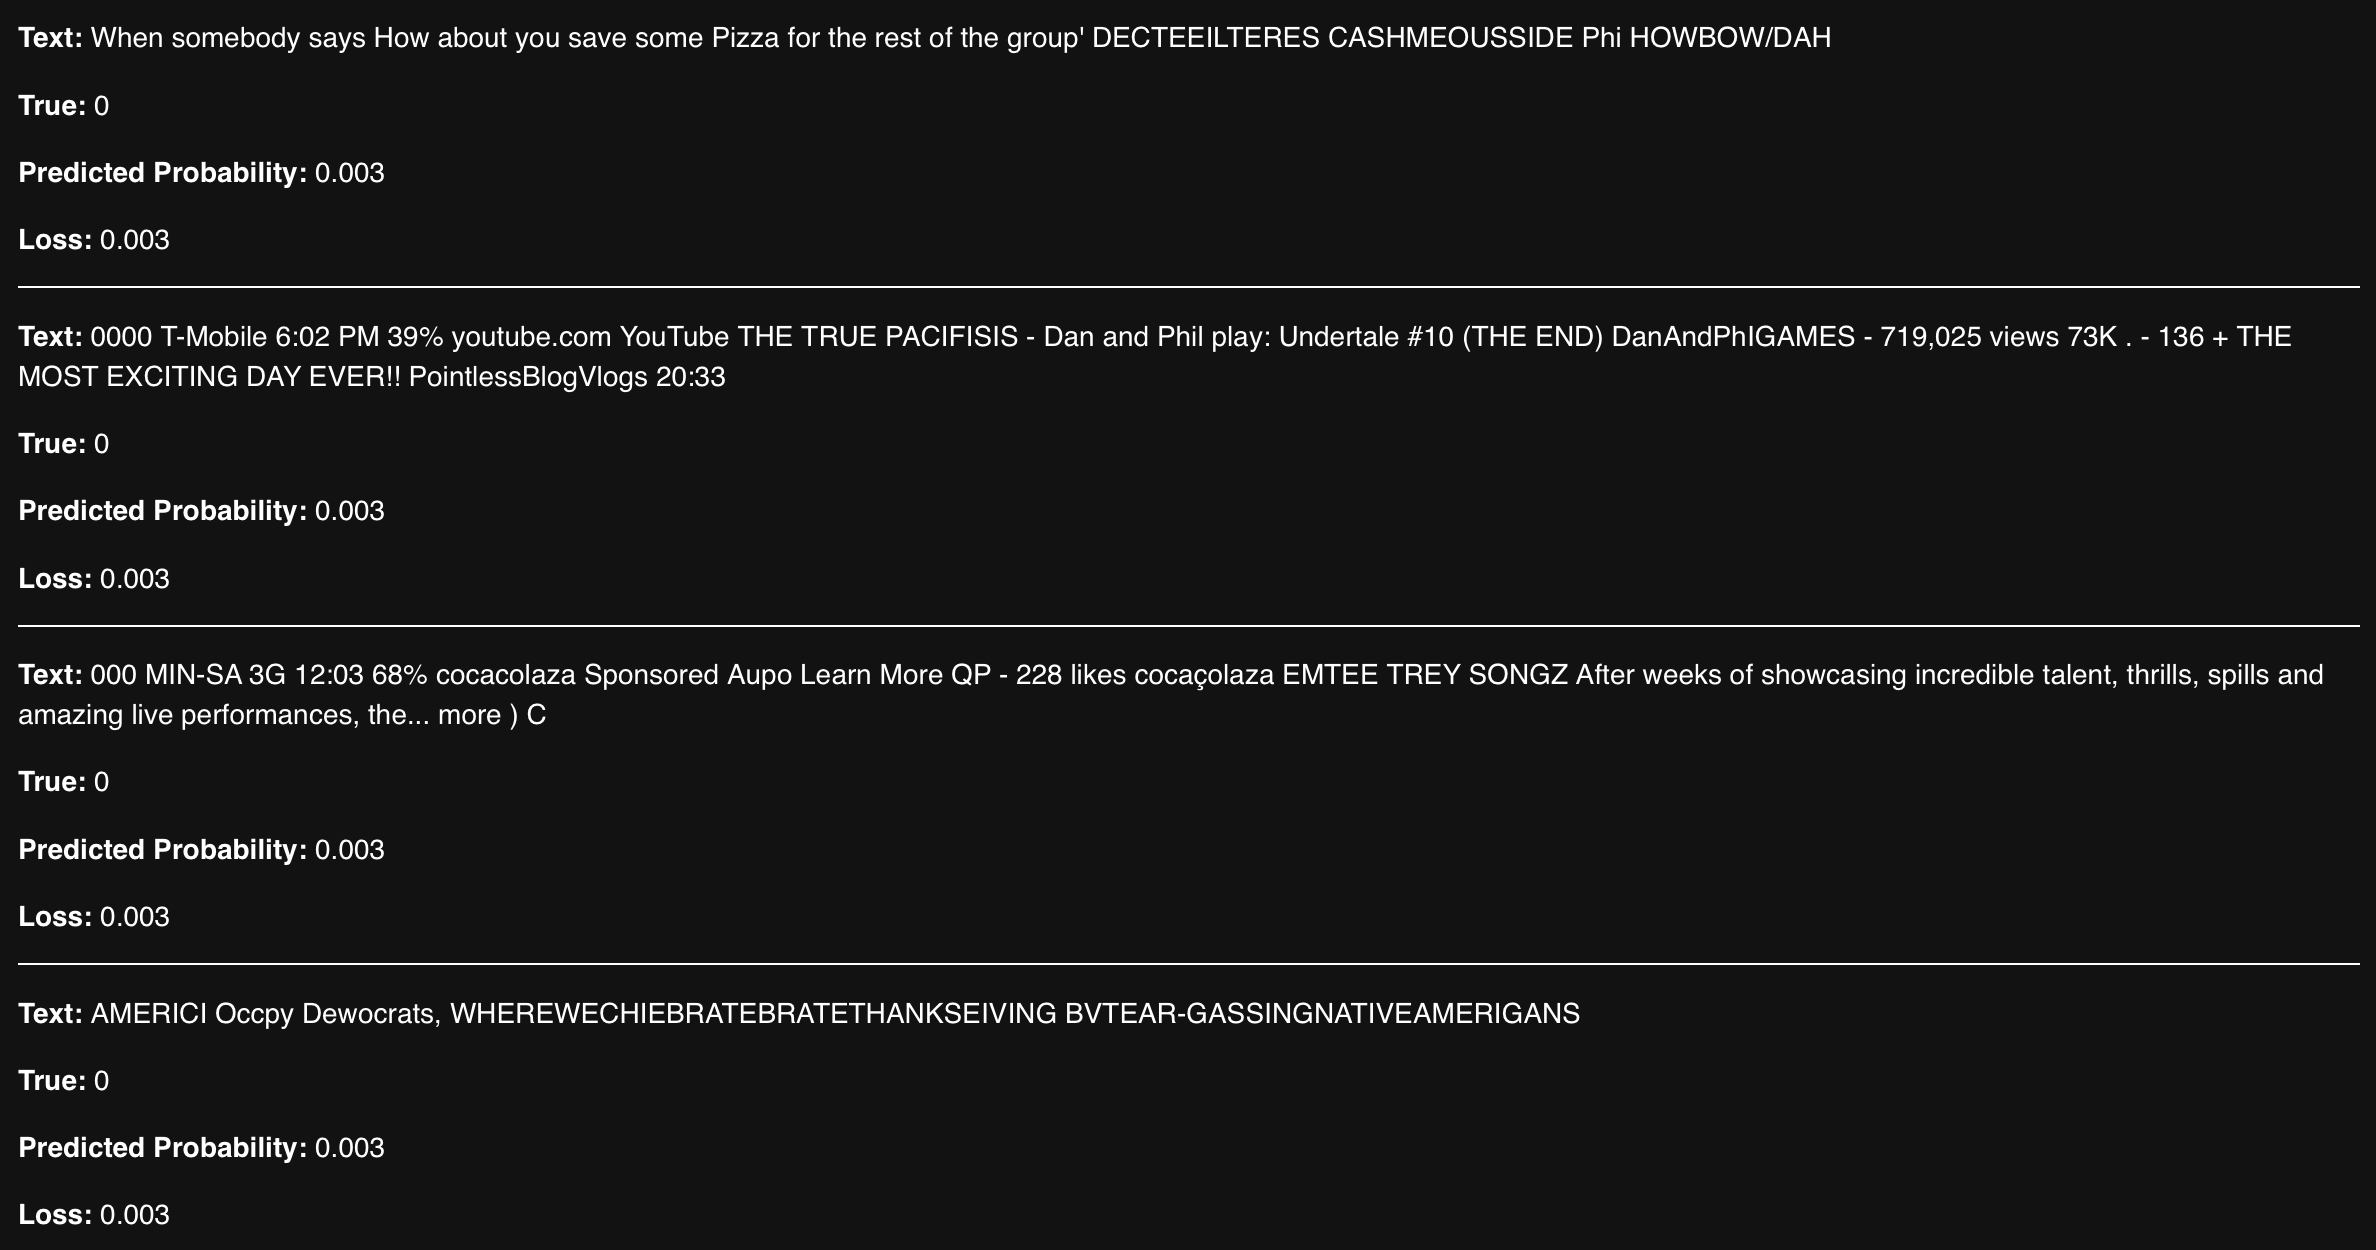 Text: When somebody says How about you save some Pizza for the rest of the group' DECTEEILTERES CASHMEOUSSIDE Phi HOWBOW/DAH
True: 0
Predicted Probability: 0.003
Loss: 0.003
Text: 0000 T-Mobile 6:02 PM 39% youtube.com YouTube THE TRUE PACIFISIS - Dan and Phil play: Undertale #10 (THE END) DanAndPhIGAMES - 719,025 views 73K . - 136 + THE
MOST EXCITING DAY EVER!! PointlessBlogVlogs 20:33
True: 0
Predicted Probability: 0.003
Loss: 0.003
Text: 000 MIN-SA 3G 12:03 68% cocacolaza Sponsored Aupo Learn More QP - 228 likes cocaçolaza EMTEE TREY SONGZ After weeks of showcasing incredible talent, thrills, spills and
amazing live performances, the... more ) C
True: 0
Predicted Probability: 0.003
Loss: 0.003
Text: AMERICI Occpy Dewocrats, WHEREWECHIEBRATEBRATETHANKSEIVING BVTEAR-GASSINGNATIVEAMERIGANS
True: 0
Predicted Probability: 0.003
Loss: 0.003